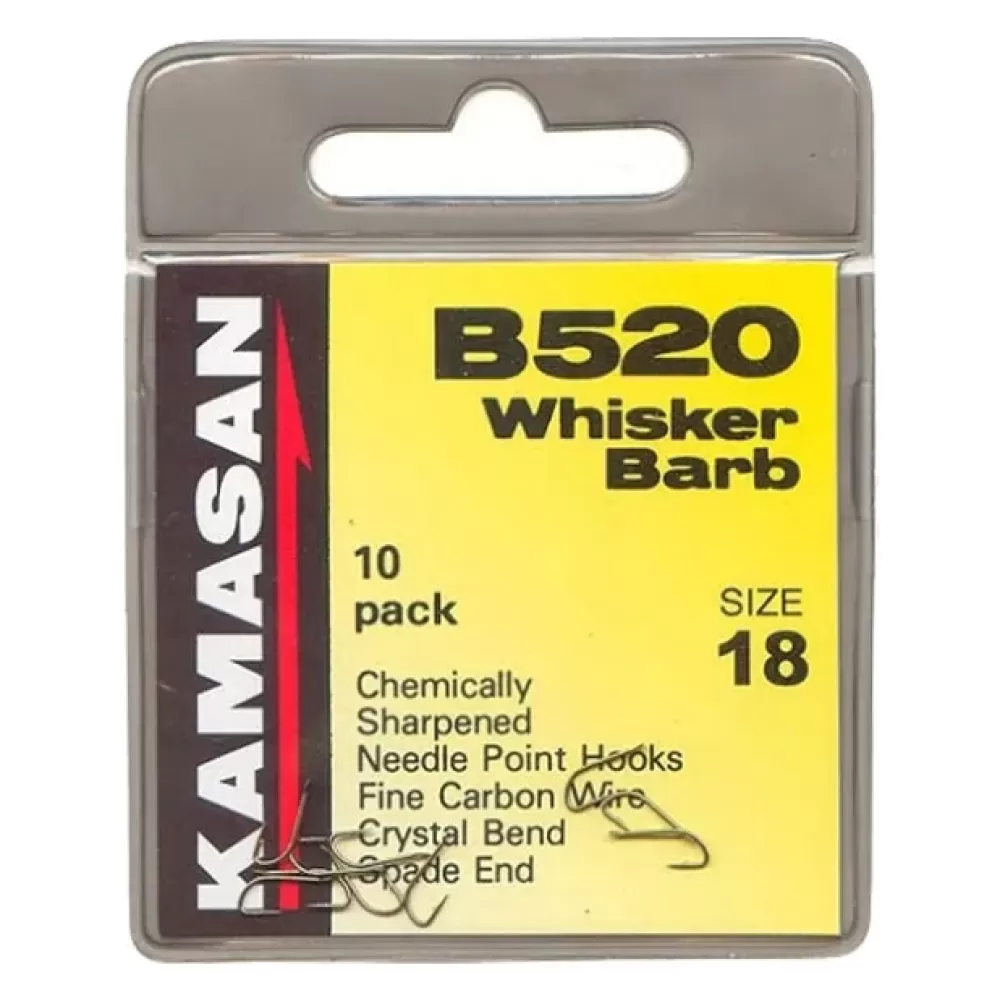 KAMASAN
B520
Whisker
Barb
10
pack
SIZE
18
Chemically
Sharpened
Needle Point Hooks
Fine Carbon Wire
Crystal Bend
Spade End